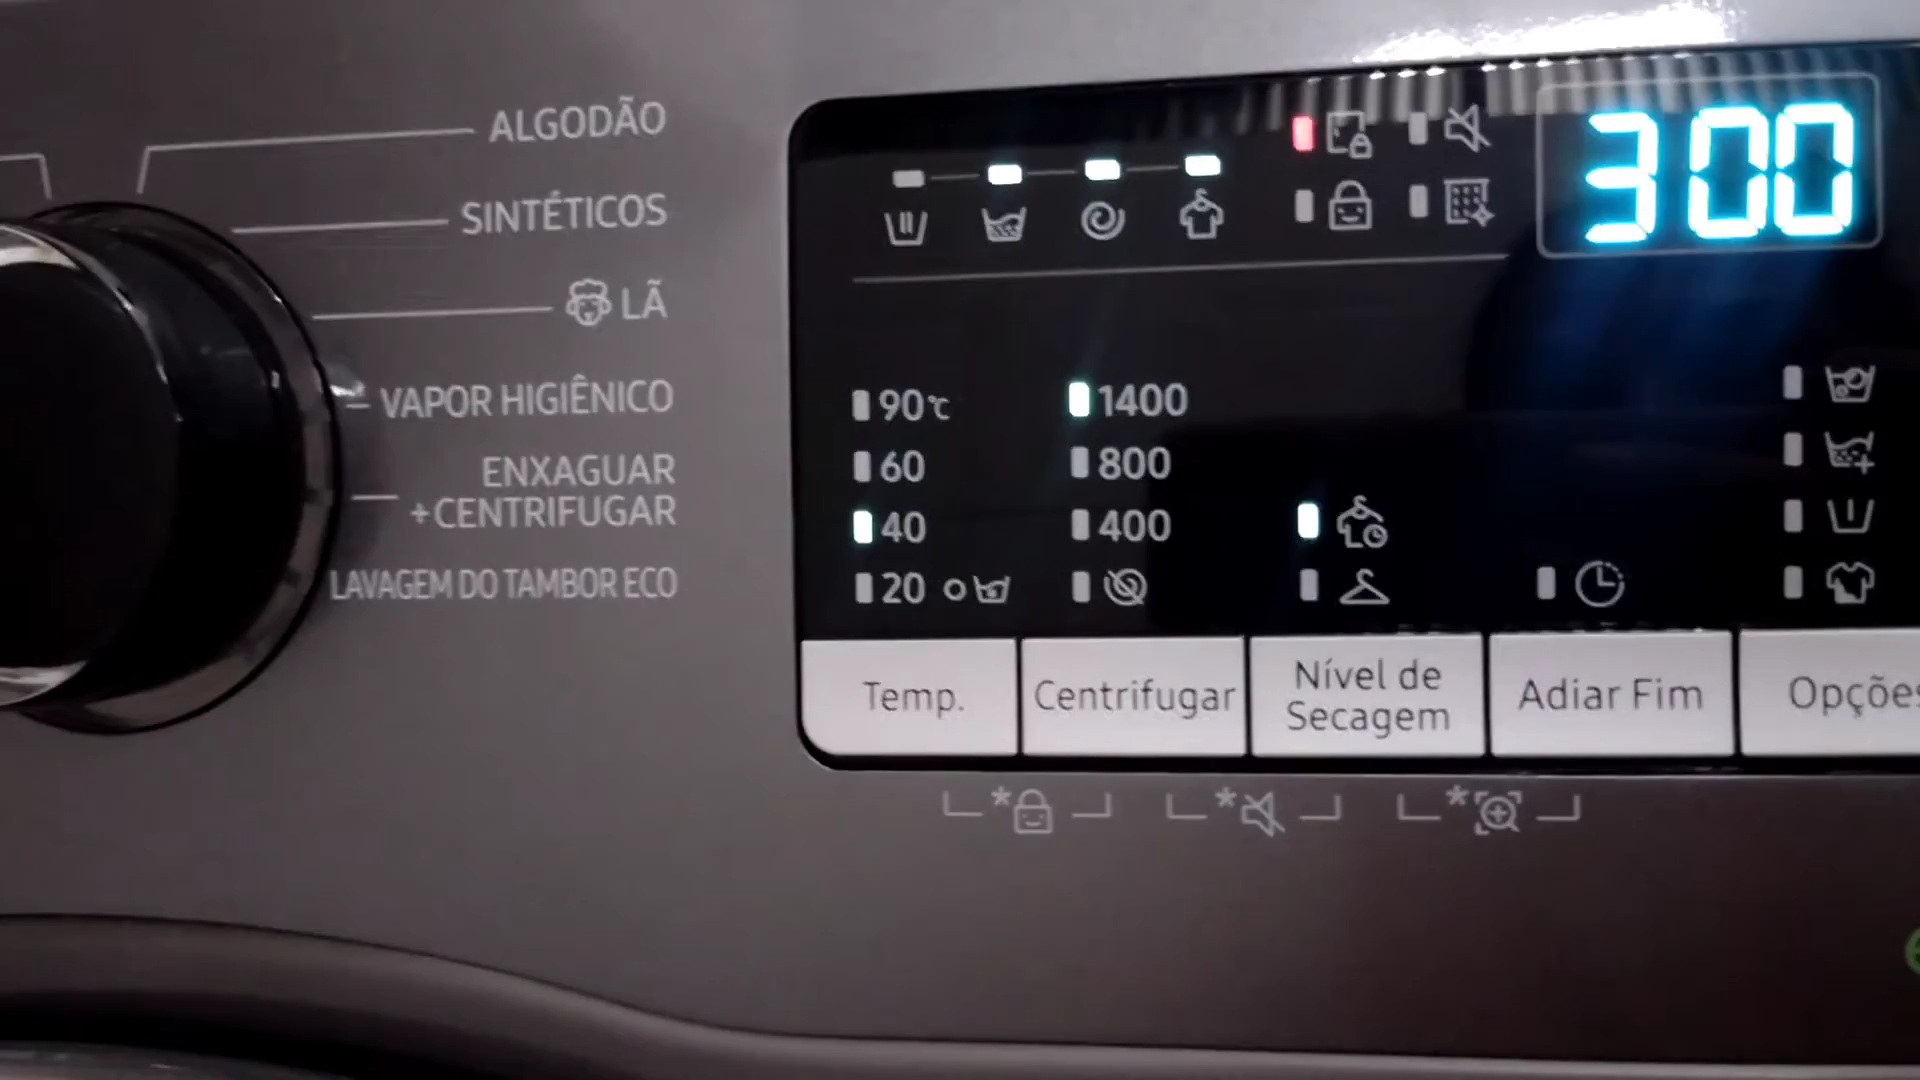 ALGODÃO
SINTÉTICOS
LÃ
VAPOR HIGIÊNICO
ENXAGUAR
+CENTRIFUGAR
LAVAGEM DO TAMBOR ECO
300
90℃
60
40
20
1400
800
400
Temp.
Centrifugar
Nível de
Secagem
Adiar Fim
Opções